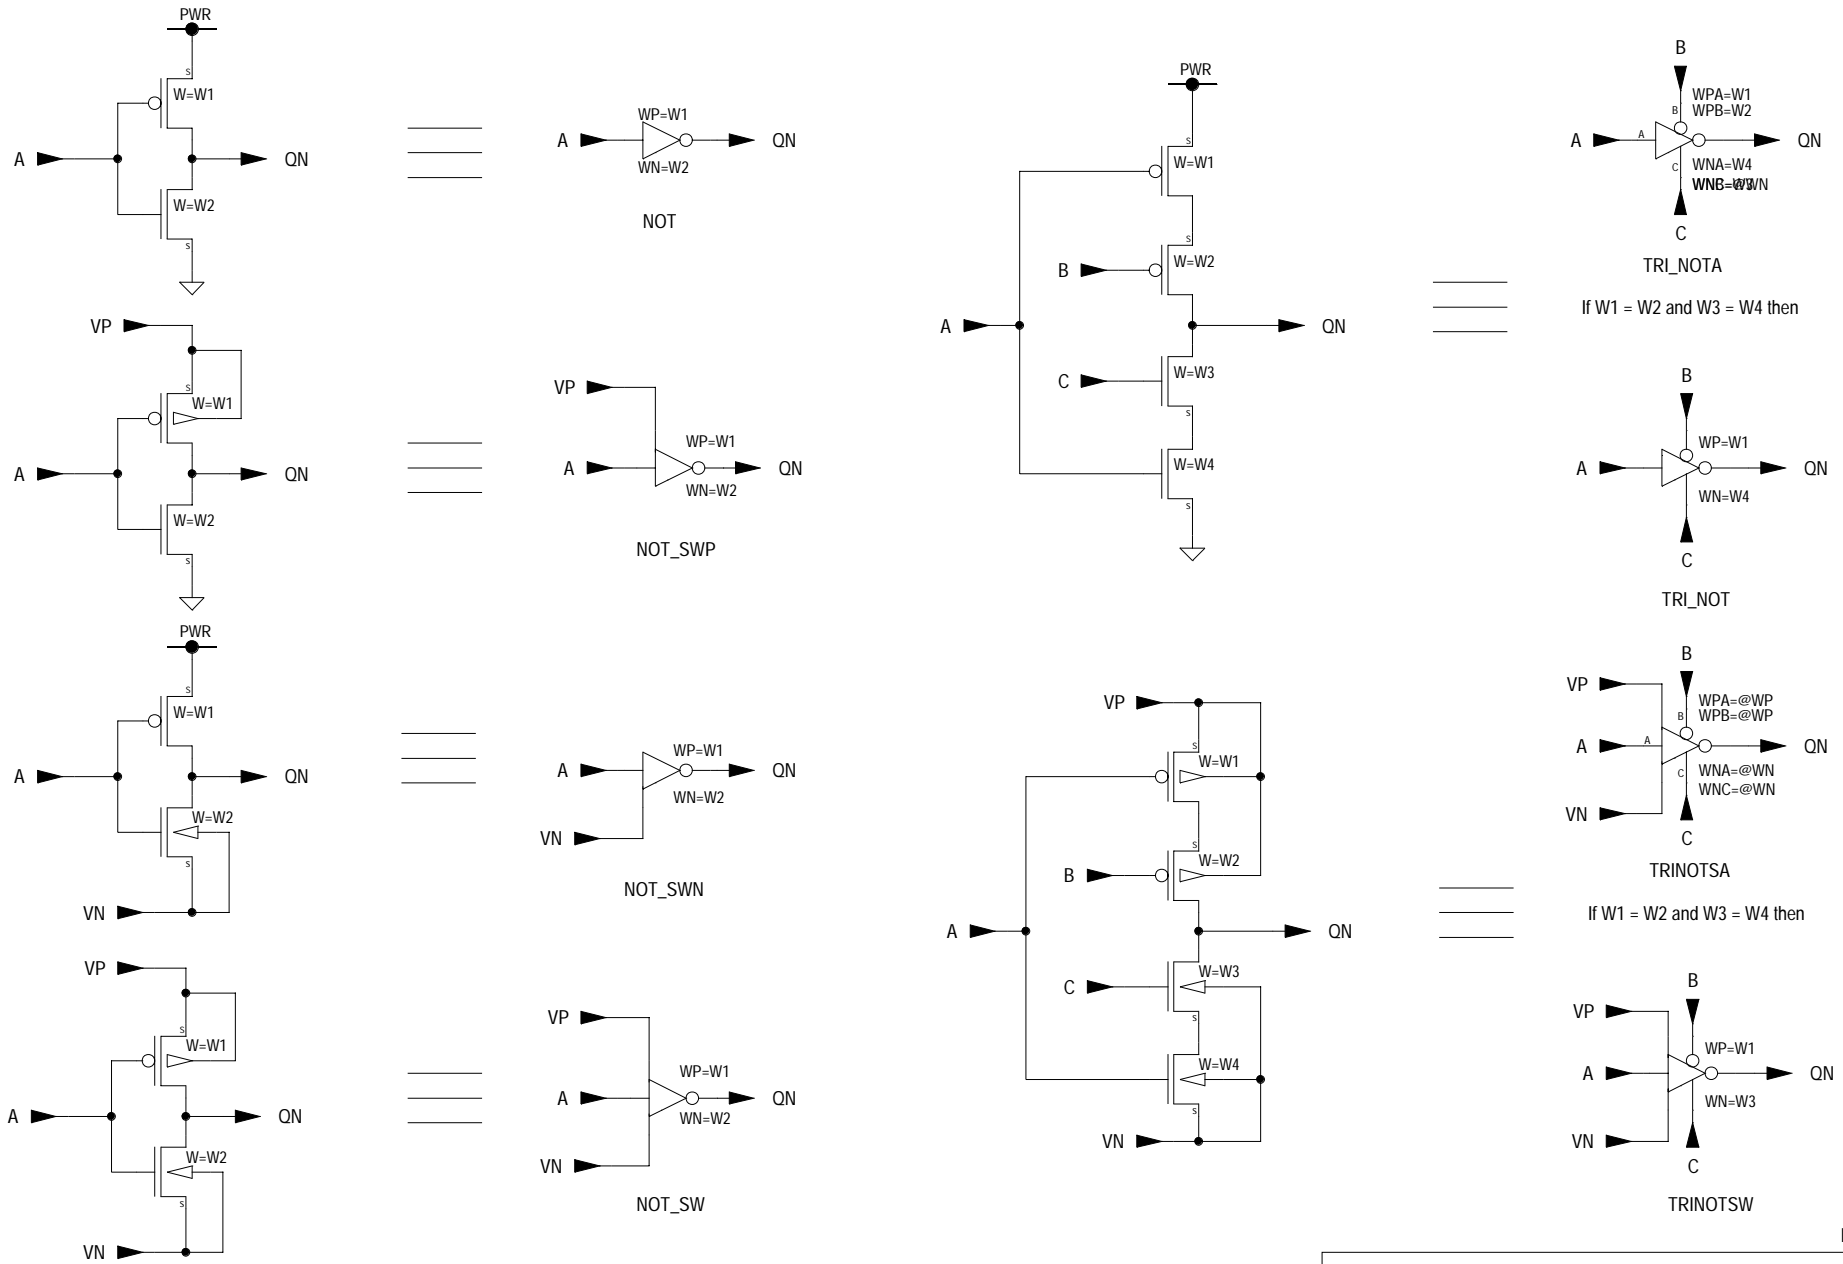 PWR
S
W=W1
A
QN
W=W2
S
WP=W1
A
QN
WN=W2
NOT
VP
S
W=W1
A
QN
W=W2
S
VP
WP=W1
A
QN
WN=W2
NOT_SWP
PWR
S
W=W1
A
QN
W=W2
S
VN
WP=W1
A
QN
WN=W2
VN
NOT_SWN
VP
S
W=W1
A
QN
W=W2
S
VN
VP
WP=W1
A
QN
WN=W2
VN
NOT_SW
PWR
S
W=W1
S
B
W=W2
A
QN
C
W=W3
S
W=W4
S
B
WPA=W1
B
WPB=W2
A
A
QN
WNA=W4
C
C
TRI_NOTA
If W1 = W2 and W3 = W4 then
B
WP=W1
A
QN
WN=W4
C
TRI_NOT
VP
S
W=W1
S
W=W2
B
A
QN
W=W3
C
S
W=W4
S
VN
B
VP
WPA=@WP
B
WPB=@WP
A
A
QN
WNA=@WN
C
WNC=@WN
VN
C
TRINOTSA
If W1 = W2 and W3 = W4 then
B
VP
WP=W1
A
QN
WN=W3
VN
C
TRINOTSW